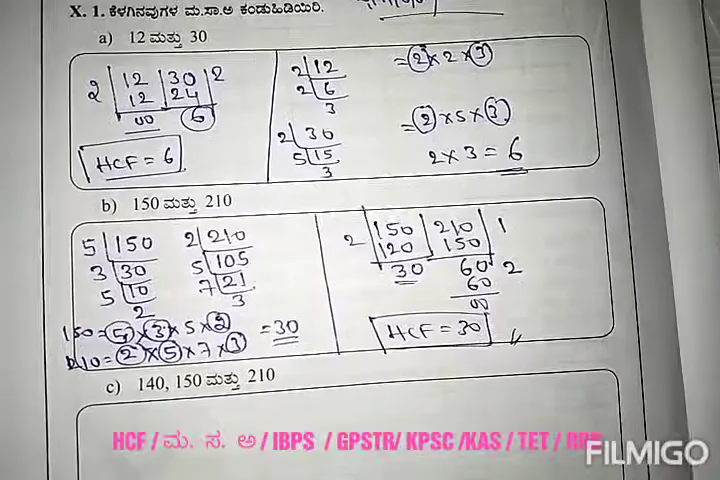 X. 1. ಕೆಳಗಿನವುಗಳ ಮ.ಸಾ.ಅ ಕಂಡುಹಿಡಿಯಿರಿ.
a) 12 ಮತ್ತು 30
2 | 12 | 30 | 2
12 | 24
00 6
HCF = 6
2 | 12
2 | 6
3
= 2 × 2 × 3
2 | 30
5 | 15
3
= 2 × 5 × 3
2 × 3 = 6
b) 150 ಮತ್ತು 210
5 | 150
3 | 30
5 | 10
2
2 | 210
5 | 105
7 | 21
3
150 = 5 × 3 × 5 × 2 = 30
210 = 2 × 5 × 7 × 3
2 | 150 | 210 | 1
120 | 150
30 60 2
60
00
HCF = 30
c) 140, 150 ಮತ್ತು 210
HCF / ಮ. ಸ. ಅ / IBPS / GPSTR/ KPSC /KAS / TET /
FILMIGO